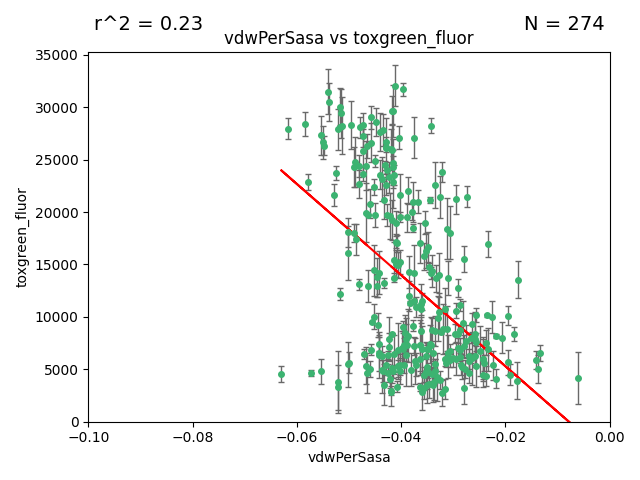 r^2 = 0.23
N = 274
vdwPerSasa vs toxgreen_fluor
35000
30000
25000
20000
15000
10000
5000
0
toxgreen_fluor
−0.10
−0.08
−0.06
−0.04
−0.02
0.00
vdwPerSasa